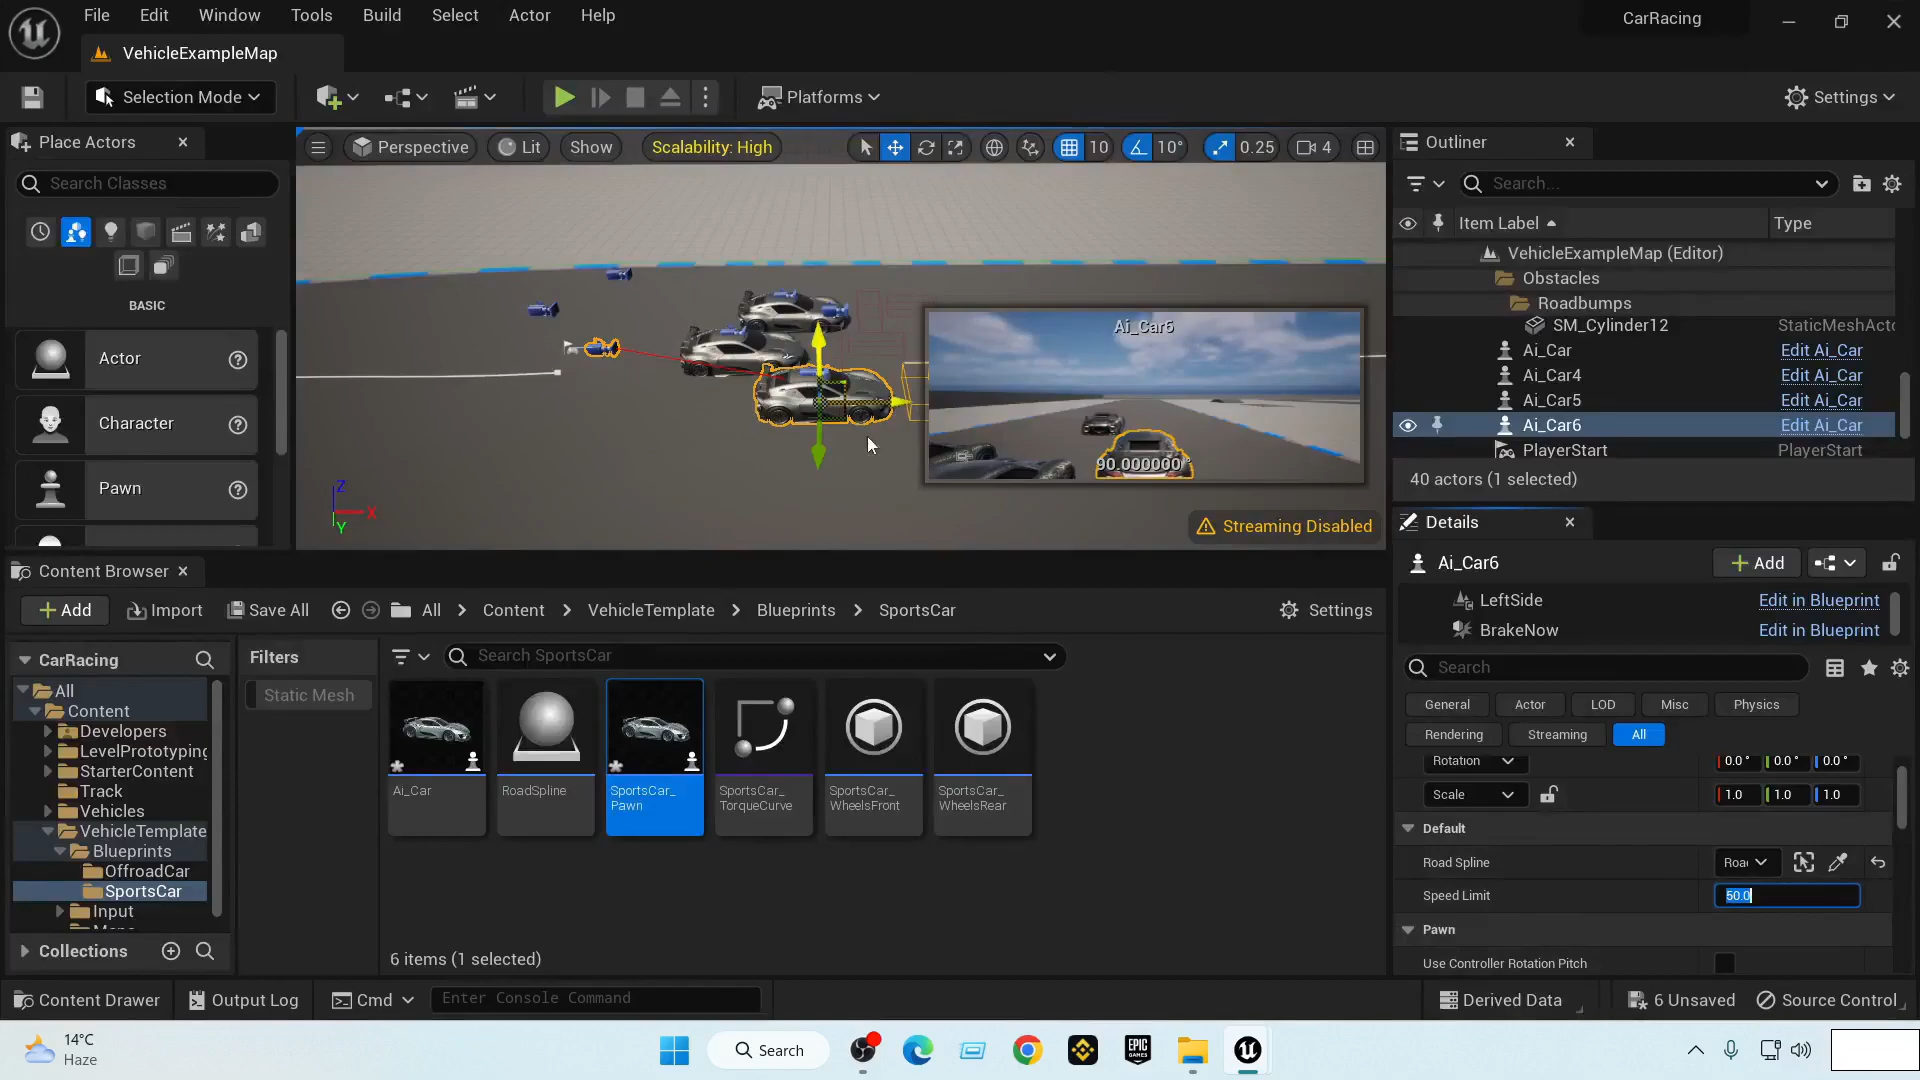 File Edit Window Tools Build Select Actor Help
CarRacing
VehicleExampleMap
Selection Mode
Platforms
Settings
Place Actors
Search Classes
BASIC
Actor
Character
Pawn
Perspective
Lit
Show
Scalability: High
10
10°
0.25
4
Ai_Car6
90.000000°
Streaming Disabled
X
Y
Z
Outliner
Search...
Item Label
Type
VehicleExampleMap (Editor)
Obstacles
Roadbumps
SM_Cylinder12 StaticMeshActo
Ai_Car Edit Ai_Car
Ai_Car4 Edit Ai_Car
Ai_Car5 Edit Ai_Car
Ai_Car6 Edit Ai_Car
PlayerStart PlayerStart
40 actors (1 selected)
Details
Ai_Car6
Add
LeftSide Edit in Blueprint
BrakeNow Edit in Blueprint
Search
General Actor LOD Misc Physics
Rendering Streaming All
Rotation 0.0° 0.0° 0.0°
Scale 1.0 1.0 1.0
Default
Road Spline Roa
Speed Limit 50.0
Pawn
Use Controller Rotation Pitch
Content Browser
Add Import Save All All Content VehicleTemplate Blueprints SportsCar Settings
CarRacing
Filters
Search SportsCar
Static Mesh
All
Content
Developers
LevelPrototyping
StarterContent
Track
Vehicles
VehicleTemplate
Blueprints
OffroadCar
SportsCar
Input
Collections
Ai_Car
RoadSpline
SportsCar_
Pawn
SportsCar_
TorqueCurve
SportsCar_
WheelsFront
SportsCar_
WheelsRear
6 items (1 selected)
Content Drawer
Output Log
Cmd
Enter Console Command
Derived Data
6 Unsaved
Source Control
14°C
Haze
Search
EPIC
GAMES